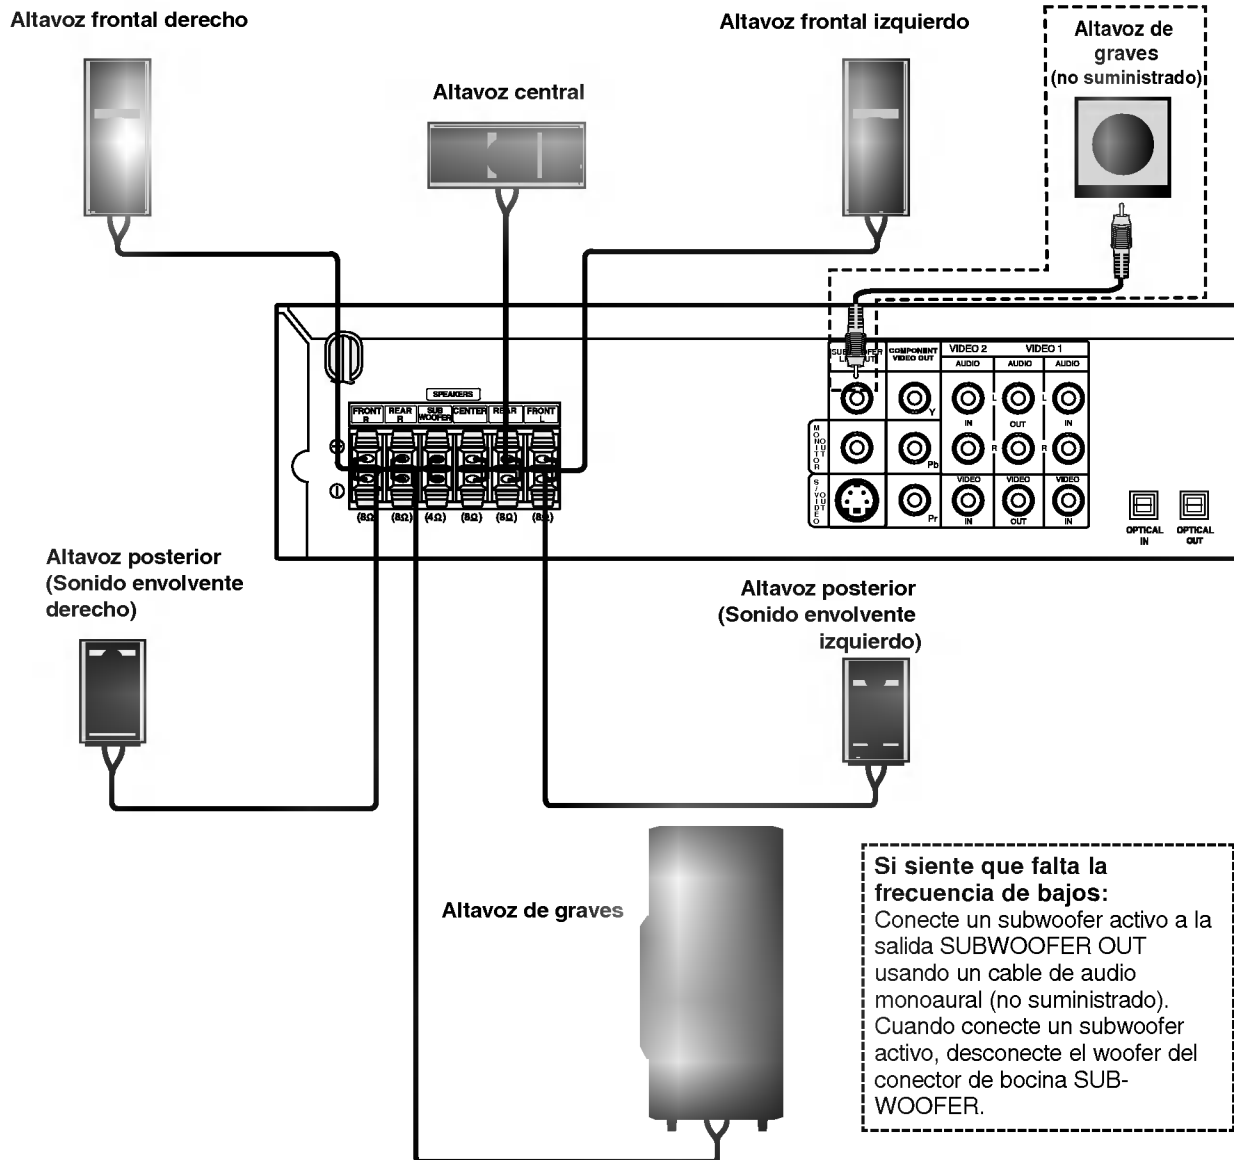 Altavoz frontal derecho
Altavoz frontal izquierdo
Altavoz de
graves
(no suministrado)
Altavoz central
SPEAKERS
FRONT
R
REAR
R
SUB
WOOFER
CENTER
REAR
FRONT
L
(8Ω)
(8Ω)
(4Ω)
(8Ω)
(8Ω)
(8Ω)
COMPONENT
VIDEO OUT
VIDEO 2
VIDEO 1
AUDIO
AUDIO
AUDIO
Y
L
L
IN
OUT
IN
MONITOR
OUT
Pb
R
R
S/VIDEO
OUT
Pr
VIDEO
VIDEO
VIDEO
IN
OUT
IN
OPTICAL
IN
OPTICAL
OUT
Altavoz posterior
(Sonido envolvente
derecho)
Altavoz posterior
(Sonido envolvente
izquierdo)
Altavoz de graves
Si siente que falta la
frecuencia de bajos:
Conecte un subwoofer activo a la
salida SUBWOOFER OUT
usando un cable de audio
monoaural (no suministrado).
Cuando conecte un subwoofer
activo, desconecte el woofer del
conector de bocina SUB-
WOOFER.